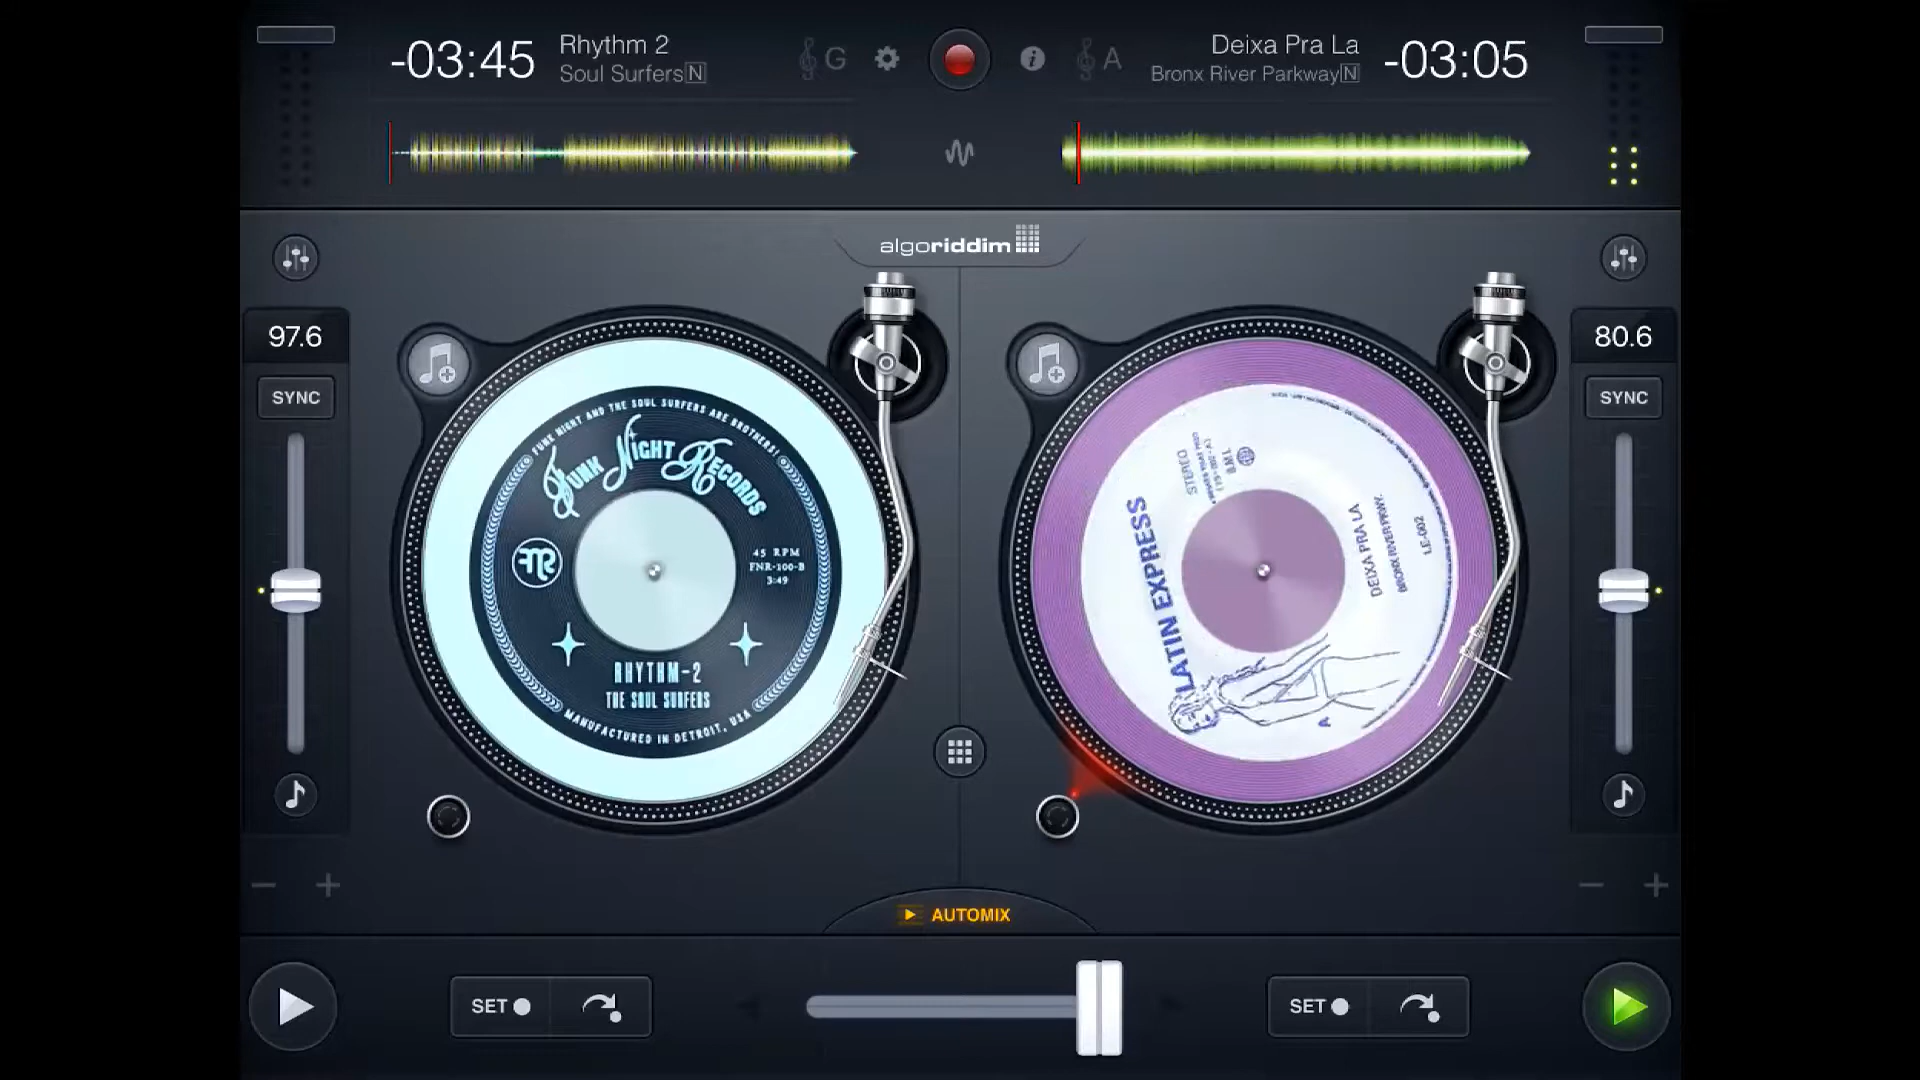 -03:45
Rhythm 2
Soul Surfers N
G
A
Deixa Pra La
Bronx River Parkway N
-03:05
algoriddim
97.6
SYNC
80.6
SYNC
FUNK NIGHT AND THE SOUL SURFERS ARE BROTHERS!
Funk Night Records
FNR
45 RPM
FNR-100-B
3:49
RHYTHM-2
THE SOUL SURFERS
MANUFACTURED IN DETROIT, USA
LATIN EXPRESS
STEREO
B.M.I.
DEIXA PRA LA
BRONX RIVER PRKWY.
LE-002
A
AUTOMIX
SET
SET